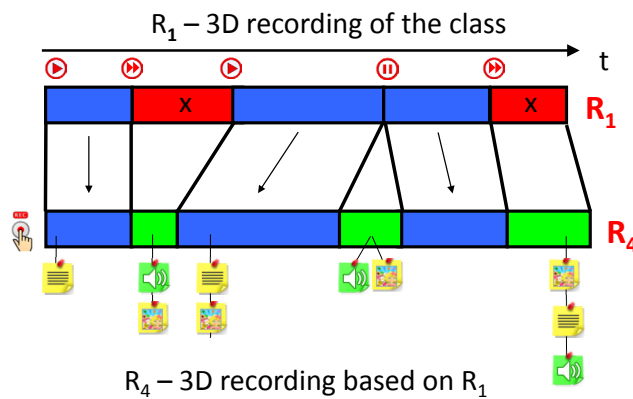 R₁ – 3D recording of the class
t
X
X
R₁
REC
R₄
R₄ – 3D recording based on R₁